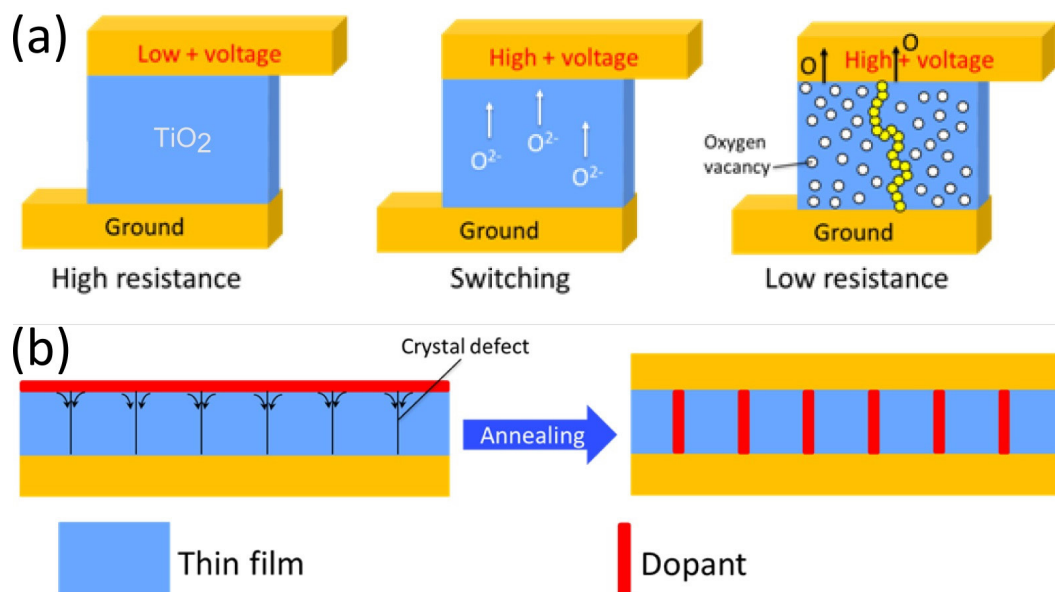 (a)
Low + voltage
TiO₂
Ground
High resistance
High + voltage
O²⁻
O²⁻
O²⁻
Switching
O
O
High + voltage
Oxygen
vacancy
Ground
Low resistance
(b)
Crystal defect
Annealing
Thin film
Dopant